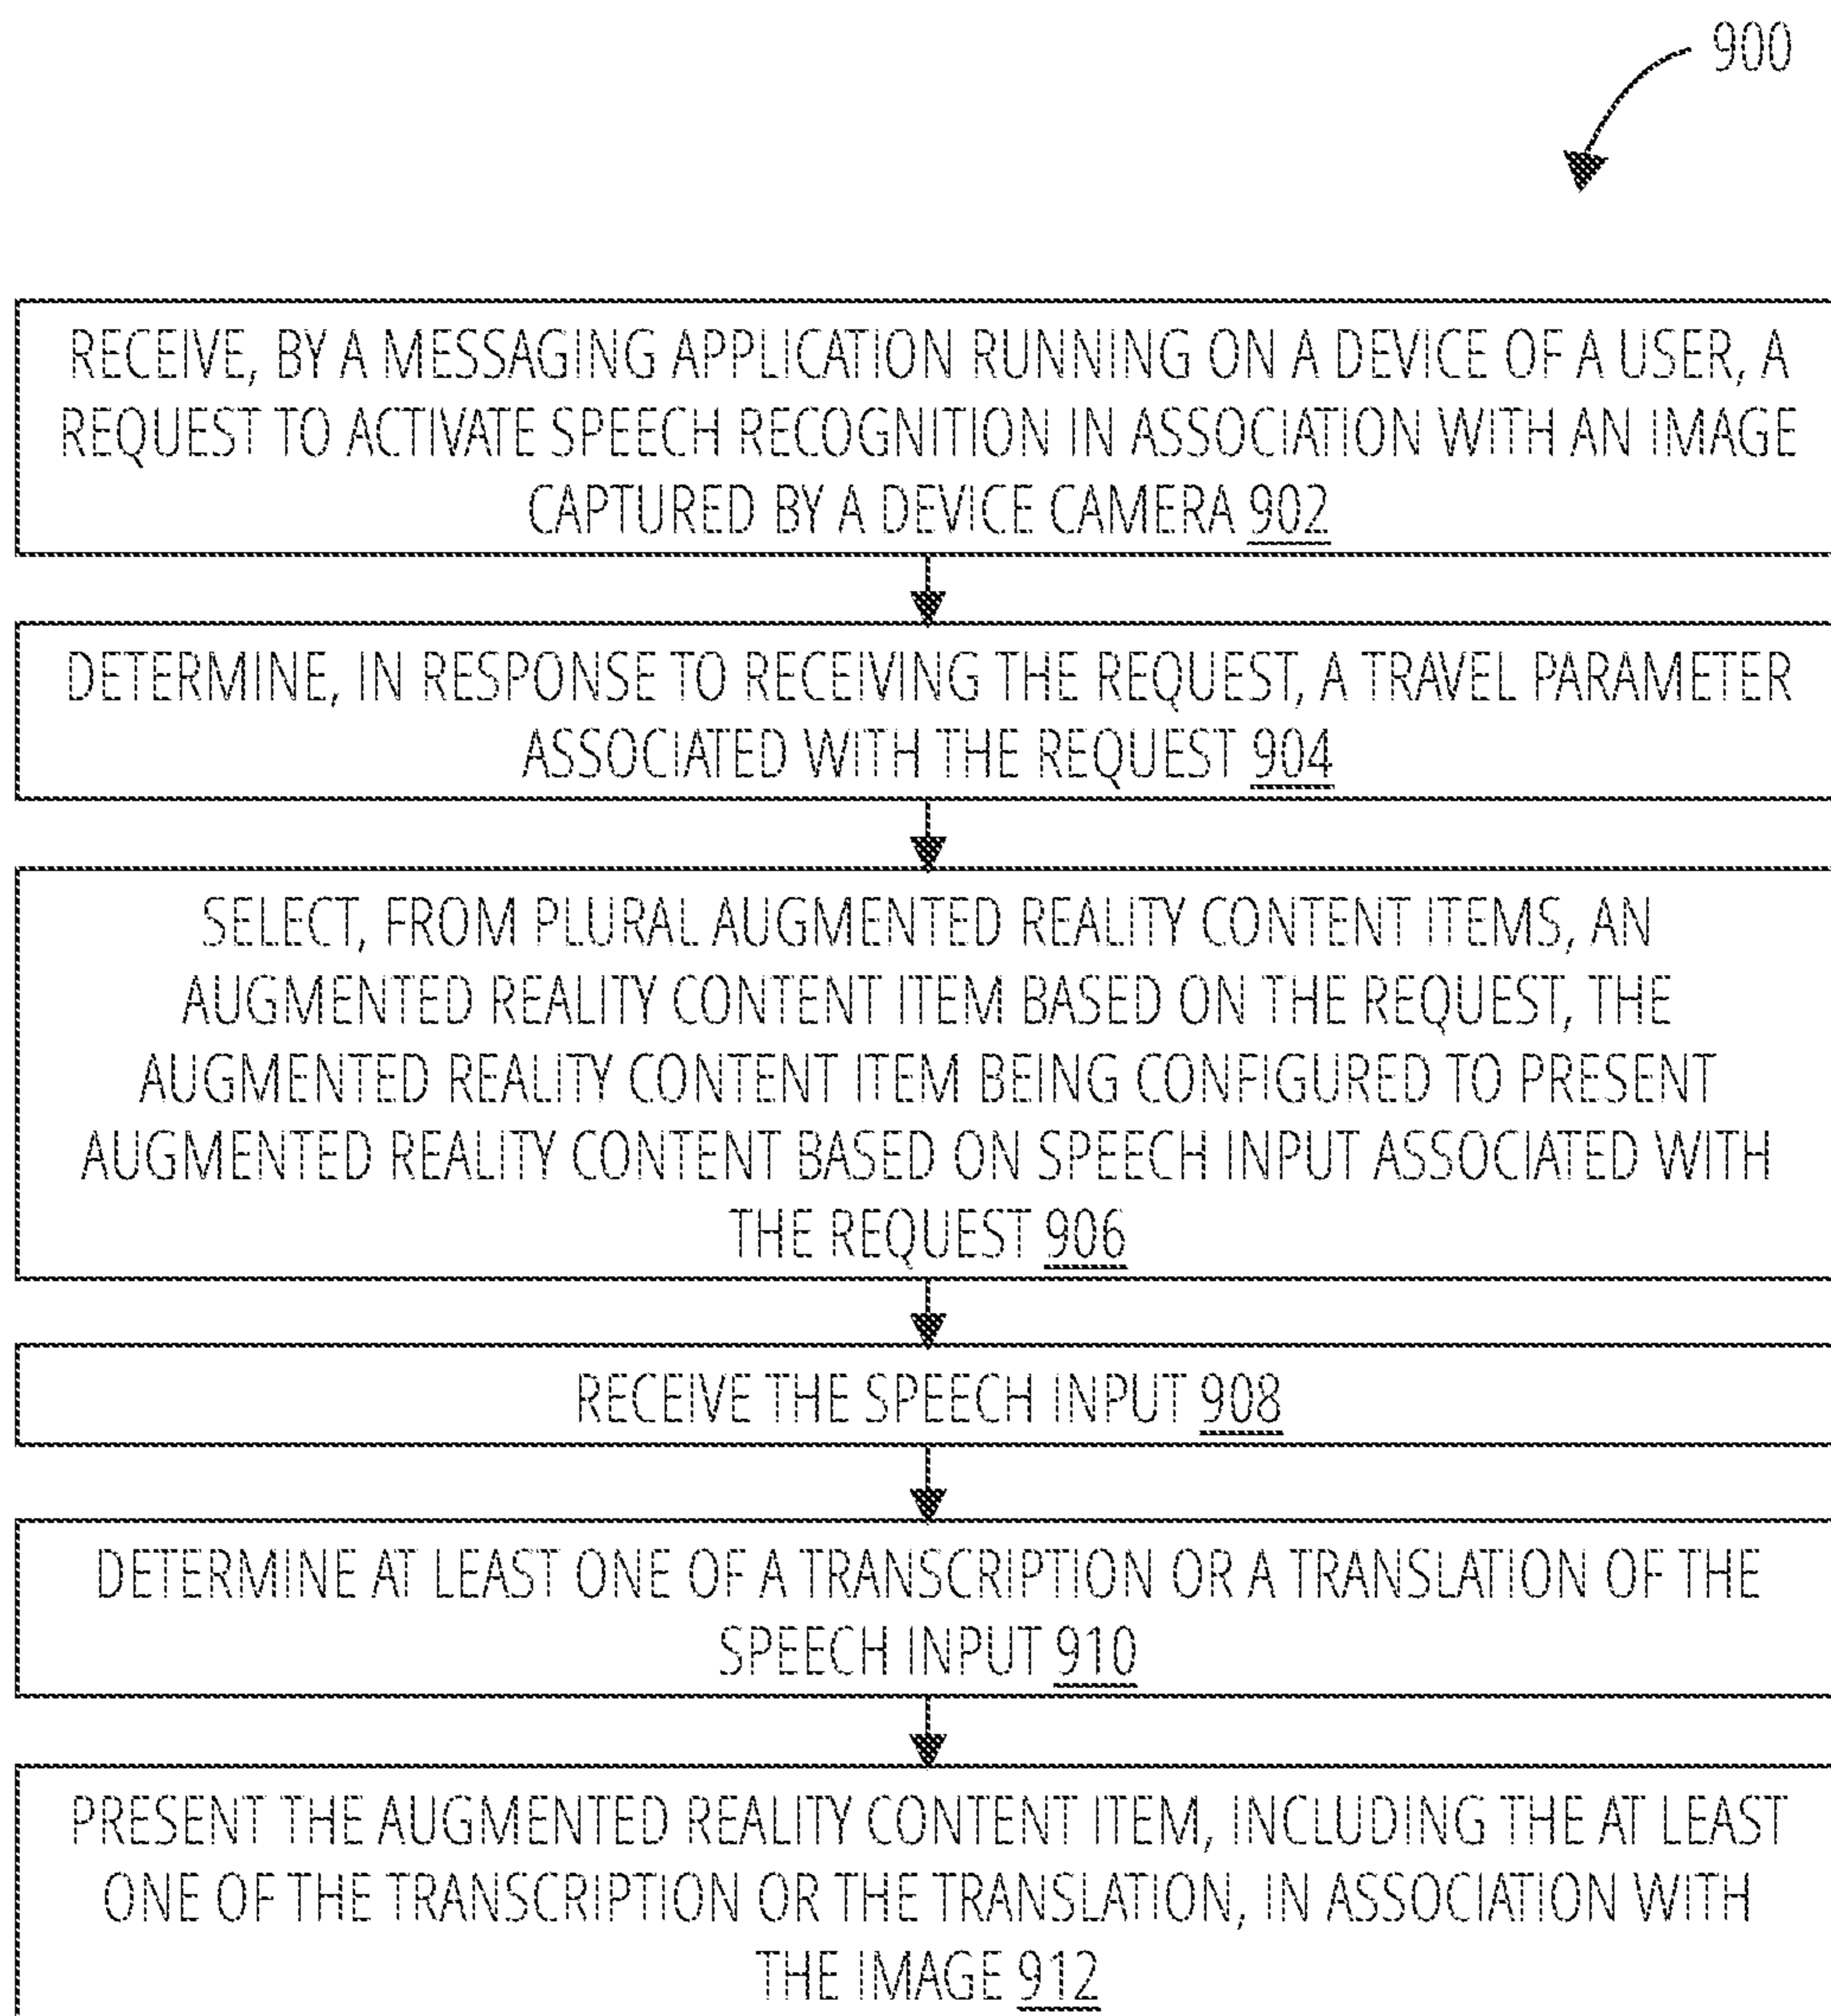 900
RECEIVE, BY A MESSAGING APPLICATION RUNNING ON A DEVICE OF A USER, A
REQUEST TO ACTIVATE SPEECH RECOGNITION IN ASSOCIATION WITH AN IMAGE
CAPTURED BY A DEVICE CAMERA 902
DETERMINE, IN RESPONSE TO RECEIVING THE REQUEST, A TRAVEL PARAMETER
ASSOCIATED WITH THE REQUEST 904
SELECT, FROM PLURAL AUGMENTED REALITY CONTENT ITEMS, AN
AUGMENTED REALITY CONTENT ITEM BASED ON THE REQUEST, THE
AUGMENTED REALITY CONTENT ITEM BEING CONFIGURED TO PRESENT
AUGMENTED REALITY CONTENT BASED ON SPEECH INPUT ASSOCIATED WITH
THE REQUEST 906
RECEIVE THE SPEECH INPUT 908
DETERMINE AT LEAST ONE OF A TRANSCRIPTION OR A TRANSLATION OF THE
SPEECH INPUT 910
PRESENT THE AUGMENTED REALITY CONTENT ITEM, INCLUDING THE AT LEAST
ONE OF THE TRANSCRIPTION OR THE TRANSLATION, IN ASSOCIATION WITH
THE IMAGE 912